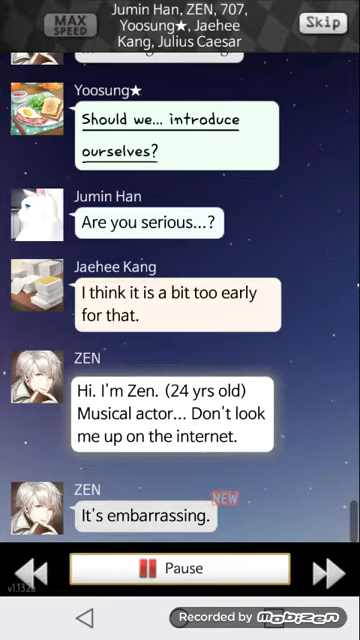 MAX
SPEED
Jumin Han, ZEN, 707,
Yoosung★, Jaehee
Kang, Julius Caesar
Skip
Yoosung★
Should we... introduce
ourselves?
Jumin Han
Are you serious...?
Jaehee Kang
I think it is a bit too early
for that.
ZEN
Hi. I'm Zen. (24 yrs old)
Musical actor... Don't look
me up on the internet.
ZEN
NEW
It's embarrassing.
Pause
Recorded by Mobizen